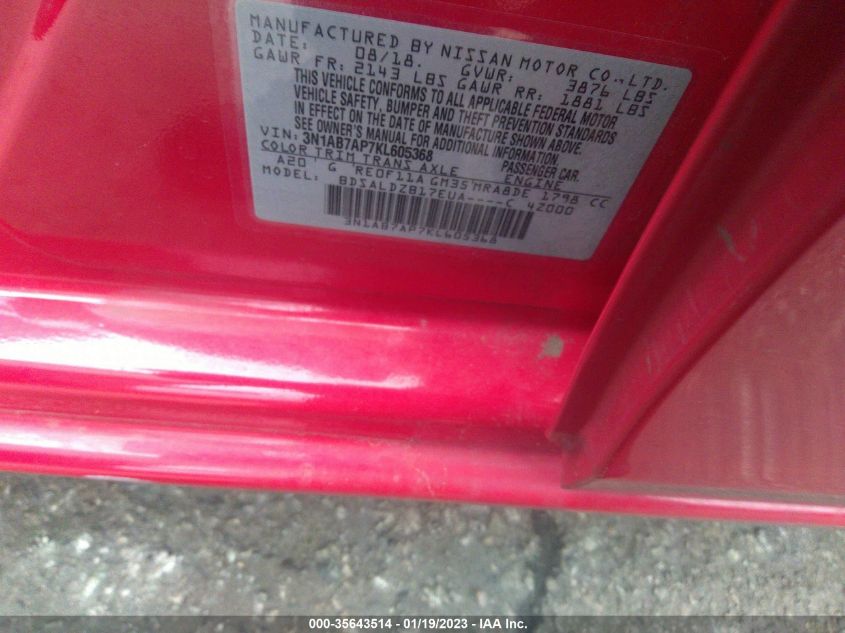 MANUFACTURED BY NISSAN MOTOR CO., LTD.
DATE: 08/18. GVWR: 3876 LBS
GAWR FR: 2143 LBS GAWR RR: 1881 LBS
THIS VEHICLE CONFORMS TO ALL APPLICABLE FEDERAL MOTOR
VEHICLE SAFETY, BUMPER AND THEFT PREVENTION STANDARDS
IN EFFECT ON THE DATE OF MANUFACTURE SHOWN ABOVE.
SEE OWNER'S MANUAL FOR ADDITIONAL INFORMATION.
VIN: 3N1AB7AP7KL605368 PASSENGER CAR.
COLOR TRIM TRANS AXLE ENGINE
A20 G RE0F11A GM35 MRA8DE 1798 CC
MODEL: BDSALDZB17EUA----C 42000
3N1AB7AP7KL605368
000-35643514 / 01/19/2023 - IAA Inc.